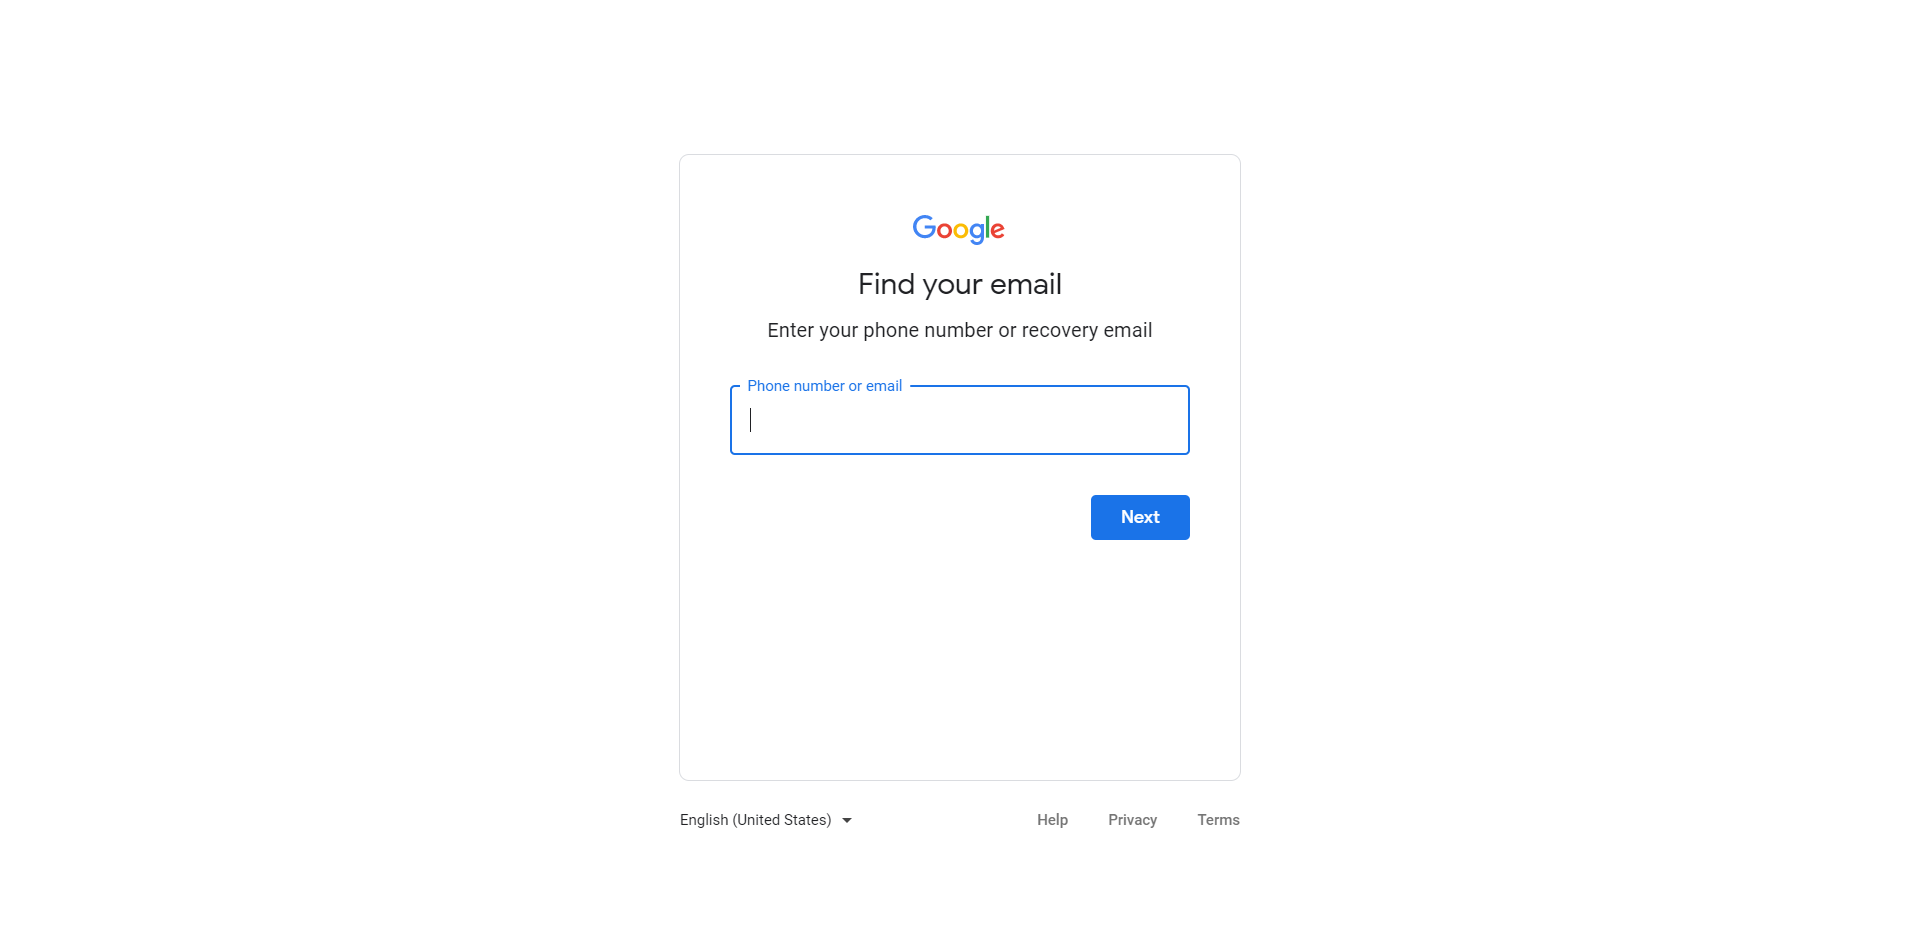 Google
Find your email
Enter your phone number or recovery email
Phone number or email
Next
English (United States)
Help Privacy Terms